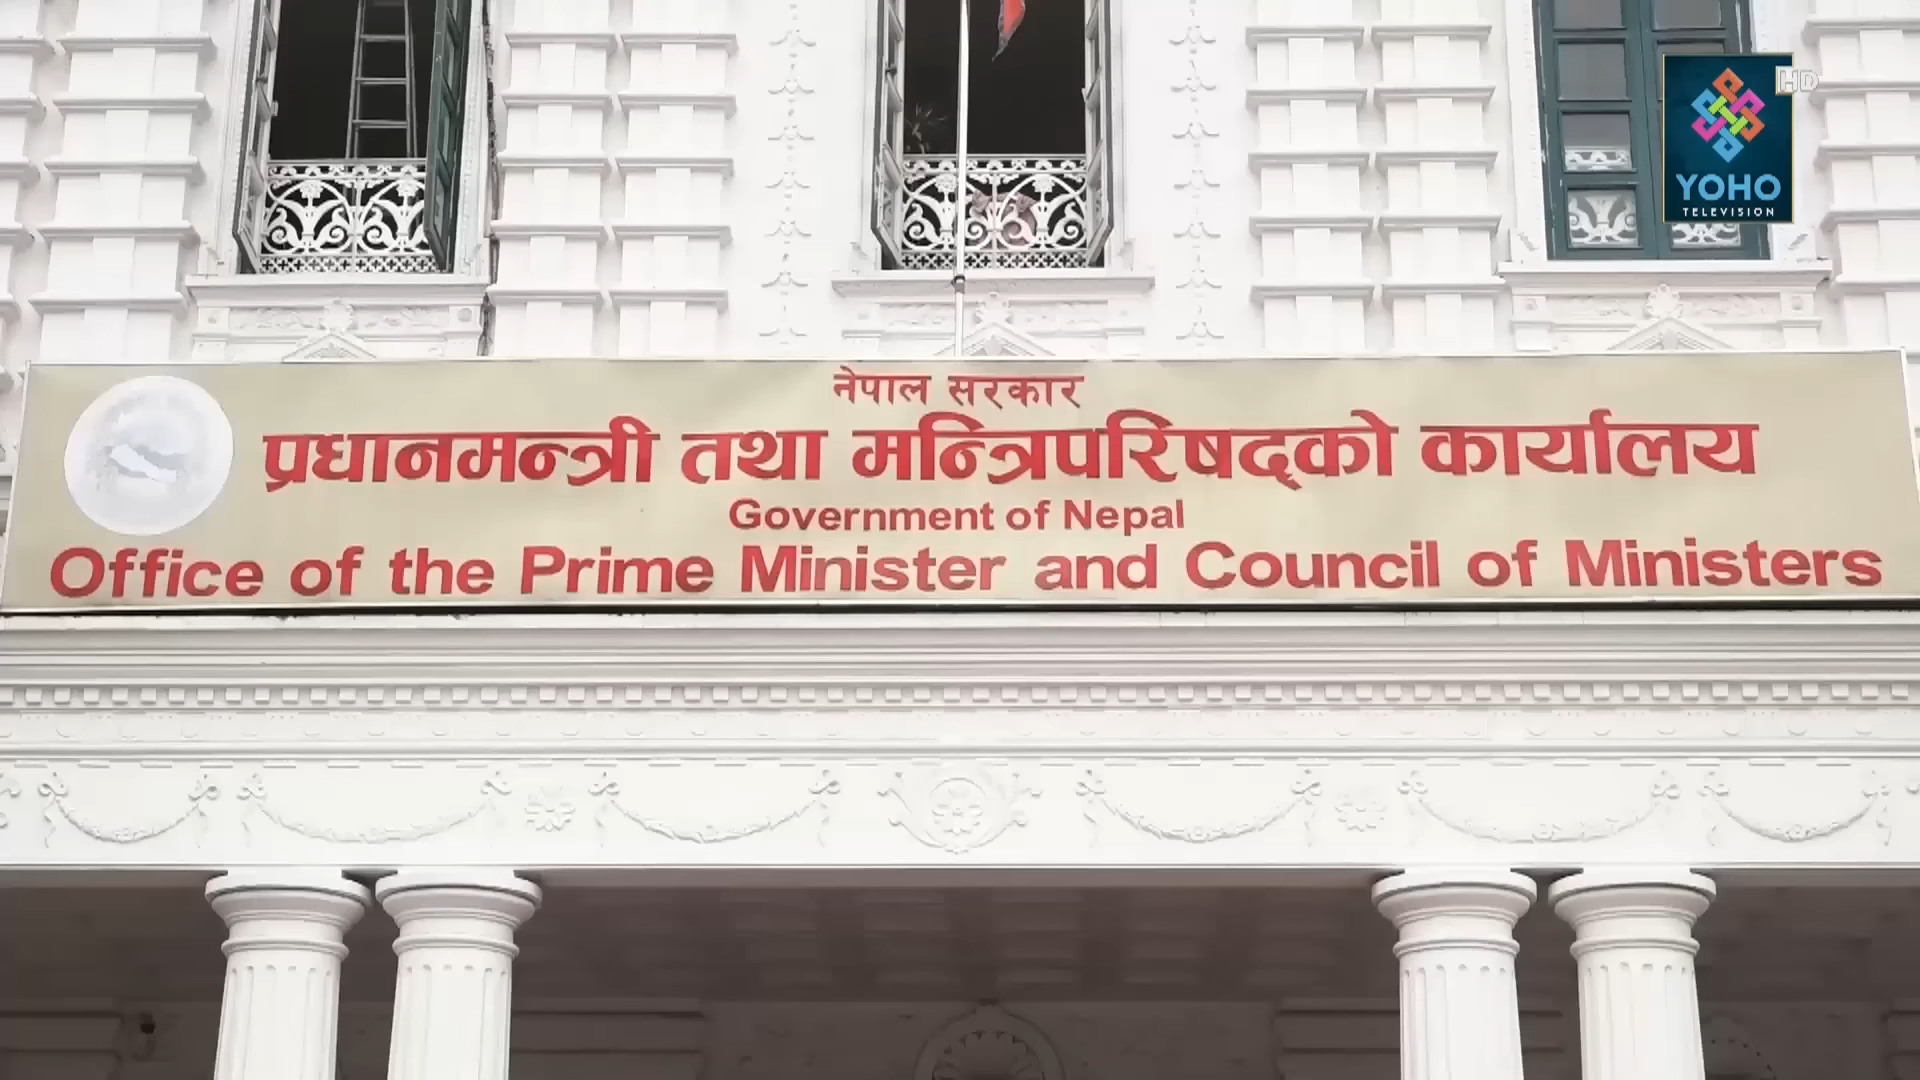 HD
YOHO
TELEVISION
नेपाल सरकार
प्रधानमन्त्री तथा मन्त्रिपरिषद्को कार्यालय
Government of Nepal
Office of the Prime Minister and Council of Ministers